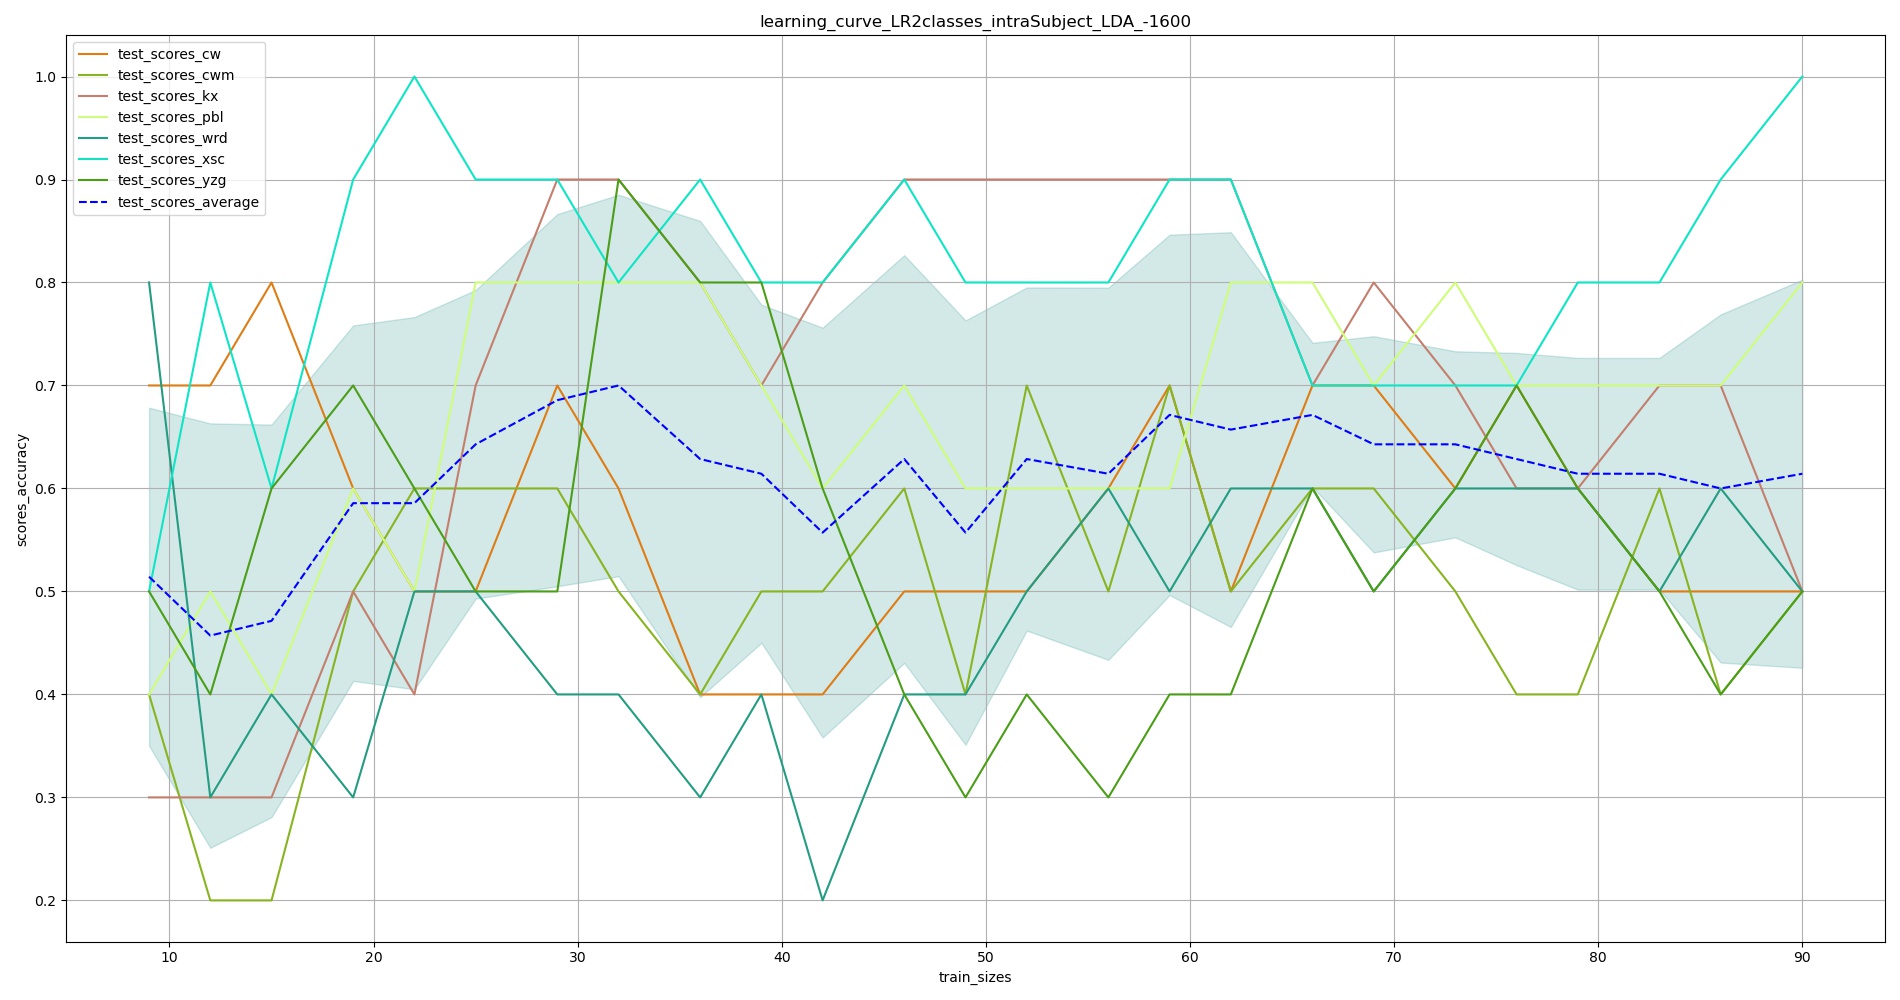 learning_curve_LR2classes_intraSubject_LDA_-1600
test_scores_cw
test_scores_cwm
test_scores_kx
test_scores_pbl
test_scores_wrd
test_scores_xsc
test_scores_yzg
test_scores_average
scores_accuracy
1.0
0.9
0.8
0.7
0.6
0.5
0.4
0.3
0.2
10 20 30 40 50 60 70 80 90
train_sizes